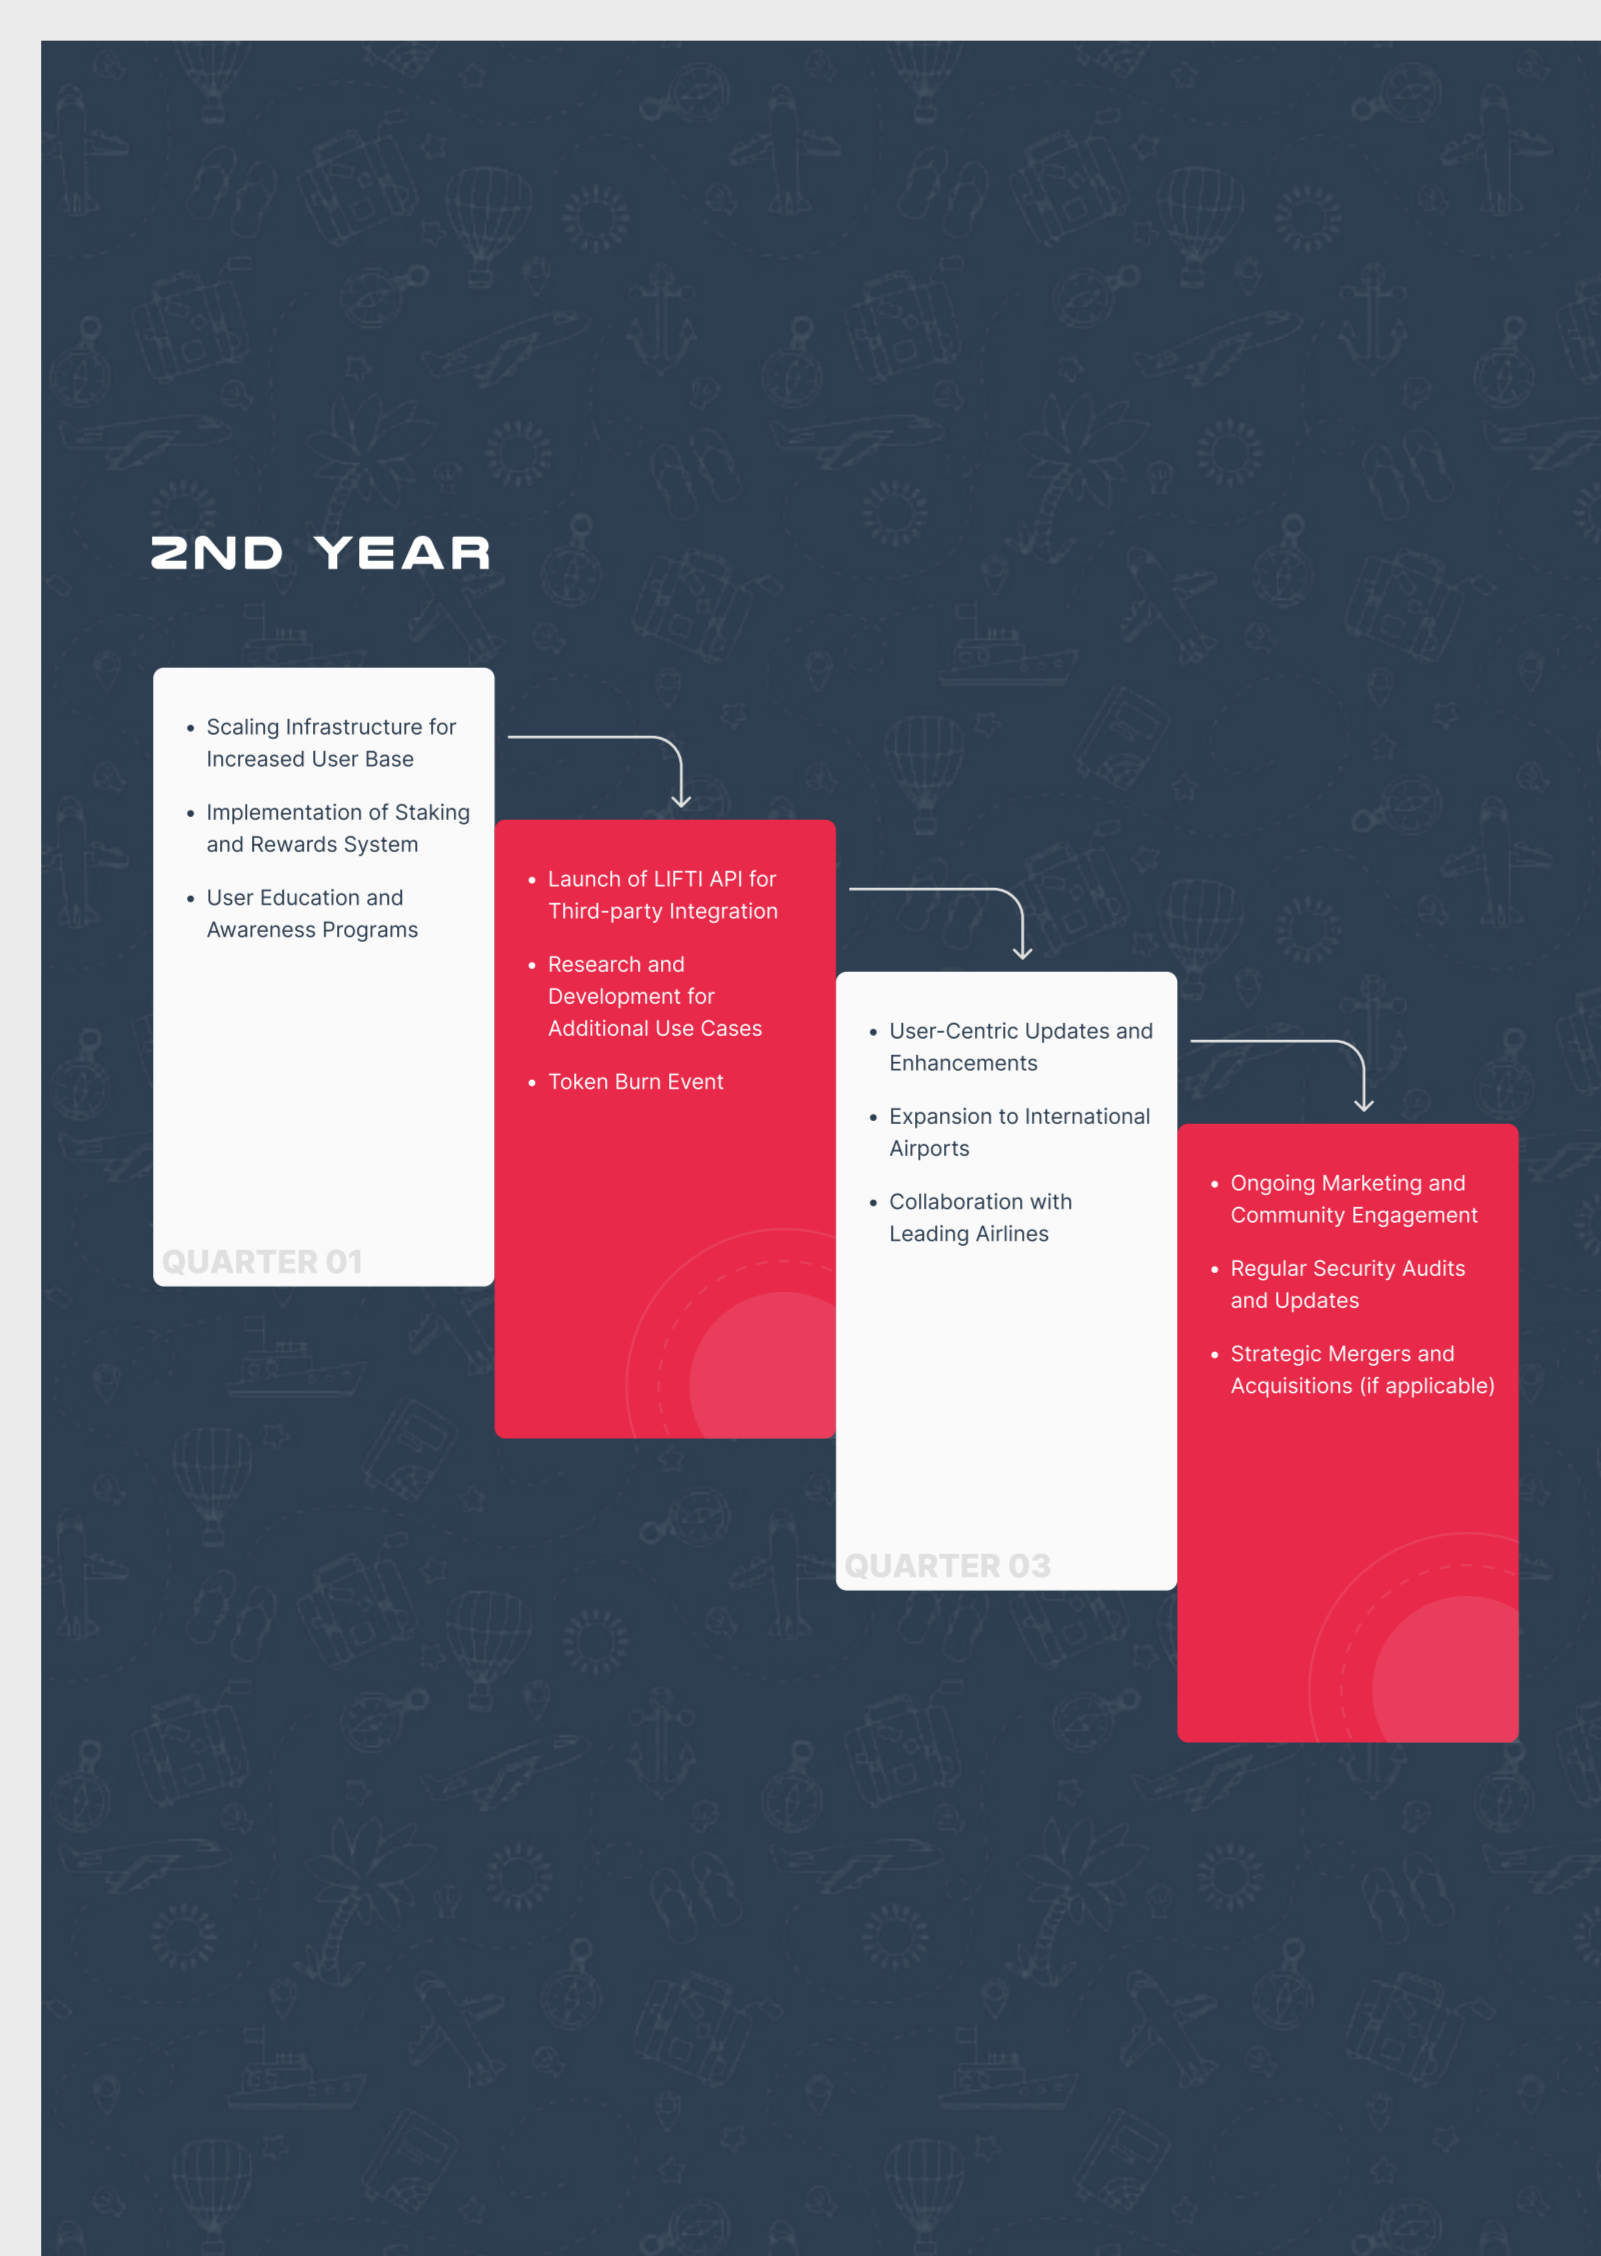 2ND YEAR
• Scaling Infrastructure for
Increased User Base
• Implementation of Staking
and Rewards System
• User Education and
Awareness Programs
QUARTER 01
• Launch of LIFTI API for
Third-party Integration
• Research and
Development for
Additional Use Cases
• Token Burn Event
• User-Centric Updates and
Enhancements
• Expansion to International
Airports
• Collaboration with
Leading Airlines
QUARTER 03
• Ongoing Marketing and
Community Engagement
• Regular Security Audits
and Updates
• Strategic Mergers and
Acquisitions (if applicable)